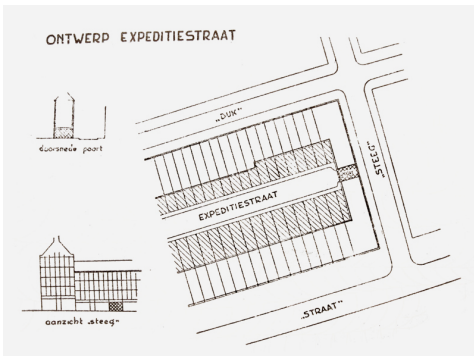 ONTWERP EXPEDITIESTRAAT
„DIJK"
doorsnede poort
„STEEG"
EXPEDITIESTRAAT
„STRAAT"
aanzicht „steeg"